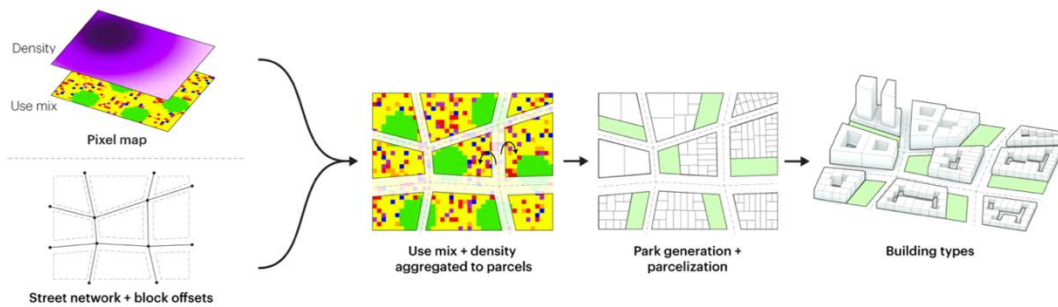 Density
Use mix
Pixel map
Street network + block offsets
Use mix + density
aggregated to parcels
Park generation +
parcelization
Building types